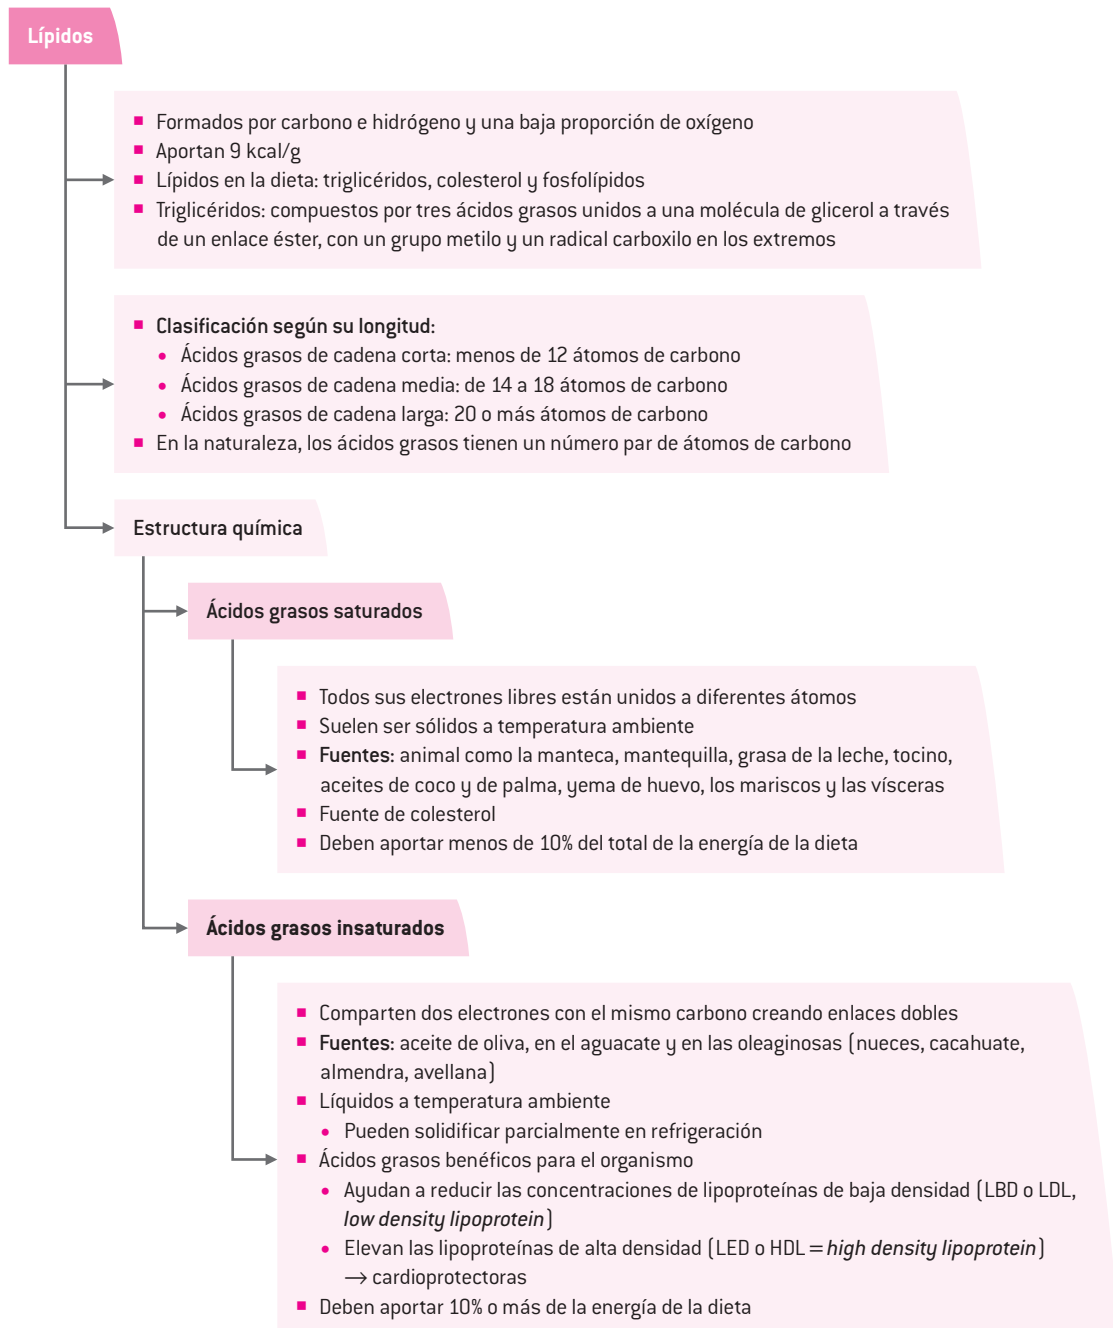 Lípidos
▪ Formados por carbono e hidrógeno y una baja proporción de oxígeno
▪ Aportan 9 kcal/g
▪ Lípidos en la dieta: triglicéridos, colesterol y fosfolípidos
▪ Triglicéridos: compuestos por tres ácidos grasos unidos a una molécula de glicerol a través
de un enlace éster, con un grupo metilo y un radical carboxilo en los extremos
▪ Clasificación según su longitud:
• Ácidos grasos de cadena corta: menos de 12 átomos de carbono
• Ácidos grasos de cadena media: de 14 a 18 átomos de carbono
• Ácidos grasos de cadena larga: 20 o más átomos de carbono
▪ En la naturaleza, los ácidos grasos tienen un número par de átomos de carbono
Estructura química
Ácidos grasos saturados
▪ Todos sus electrones libres están unidos a diferentes átomos
▪ Suelen ser sólidos a temperatura ambiente
▪ Fuentes: animal como la manteca, mantequilla, grasa de la leche, tocino,
aceites de coco y de palma, yema de huevo, los mariscos y las vísceras
▪ Fuente de colesterol
▪ Deben aportar menos de 10% del total de la energía de la dieta
Ácidos grasos insaturados
▪ Comparten dos electrones con el mismo carbono creando enlaces dobles
▪ Fuentes: aceite de oliva, en el aguacate y en las oleaginosas (nueces, cacahuate,
almendra, avellana)
▪ Líquidos a temperatura ambiente
• Pueden solidificar parcialmente en refrigeración
▪ Ácidos grasos benéficos para el organismo
• Ayudan a reducir las concentraciones de lipoproteínas de baja densidad (LBD o LDL,
low density lipoprotein)
• Elevan las lipoproteínas de alta densidad (LED o HDL = high density lipoprotein)
→ cardioprotectoras
▪ Deben aportar 10% o más de la energía de la dieta